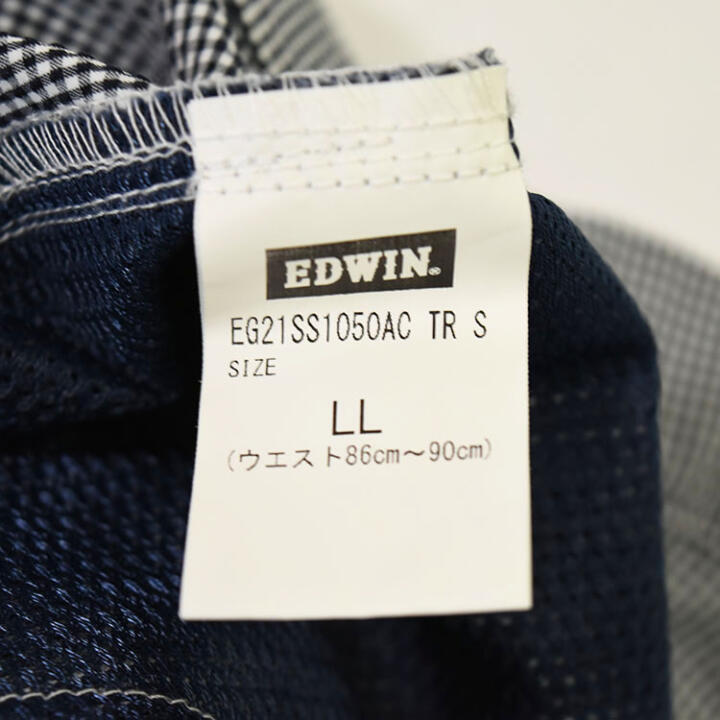 EDWIN®
EG21SS1050AC TR S
SIZE
LL
(ウエスト86cm～90cm)